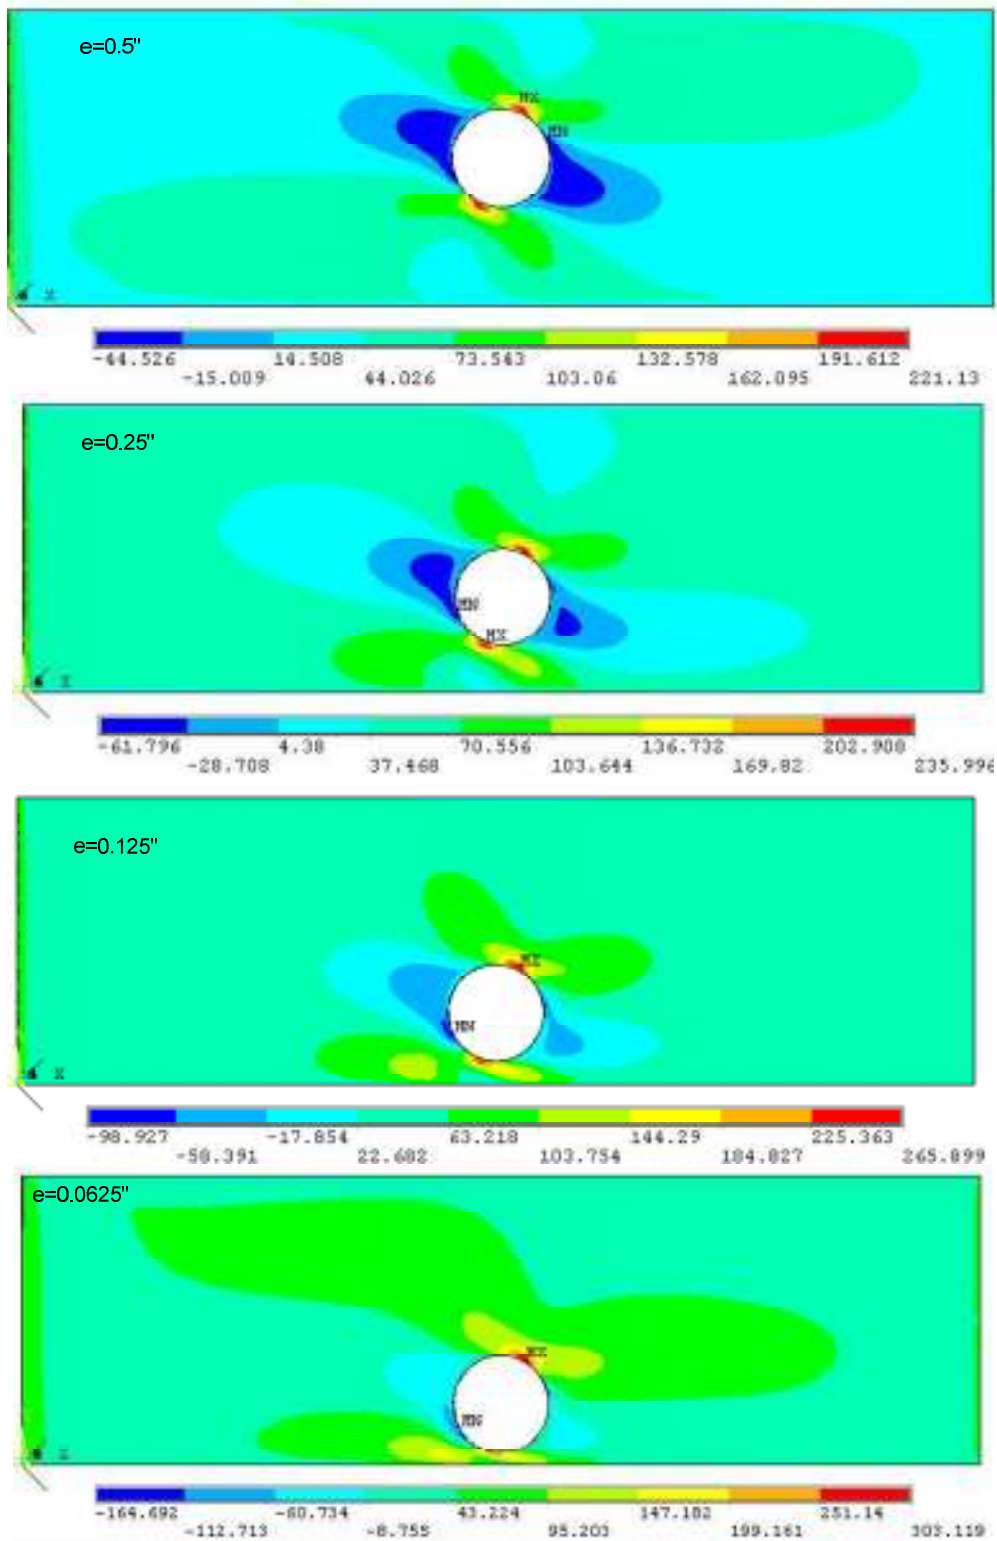 e=0.5"
MX
MN
X
-44.526 14.508 73.543 132.578 191.612
-15.009 44.026 103.06 162.095 221.13
e=0.25"
MN
MX
X
-61.796 4.38 70.556 136.732 202.908
-28.708 37.468 103.644 169.82 235.996
e=0.125"
MX
MN
X
-98.927 -17.854 63.218 144.29 225.363
-58.391 22.682 103.754 184.827 265.899
e=0.0625"
MX
MN
X
-164.692 -60.734 43.224 147.182 251.14
-112.713 -8.755 95.203 199.161 303.119